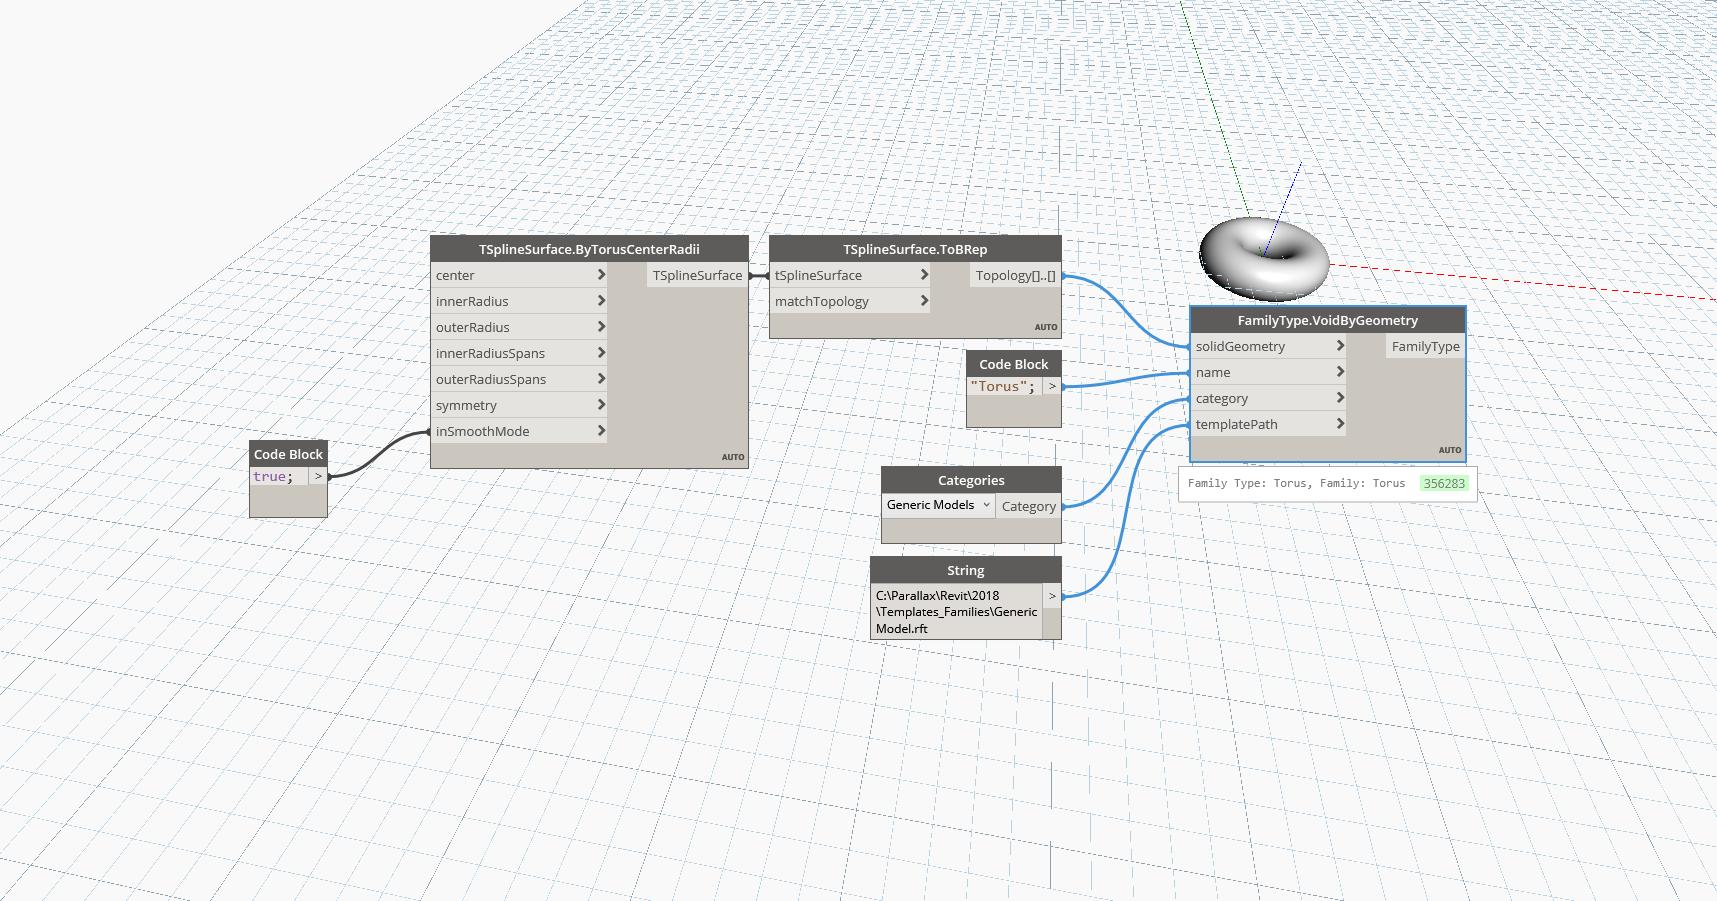 TSplineSurface.ByTorusCenterRadii
center
TSplineSurface
innerRadius
outerRadius
innerRadiusSpans
outerRadiusSpans
symmetry
inSmoothMode
AUTO
Code Block
true; >
TSplineSurface.ToBRep
tSplineSurface
Topology[]..[]
matchTopology
AUTO
Code Block
"Torus"; >
Categories
Generic Models
Category
String
C:\Parallax\Revit\2018
\Templates_Families\Generic
Model.rft
>
FamilyType.VoidByGeometry
solidGeometry
FamilyType
name
category
templatePath
AUTO
Family Type: Torus, Family: Torus 356283